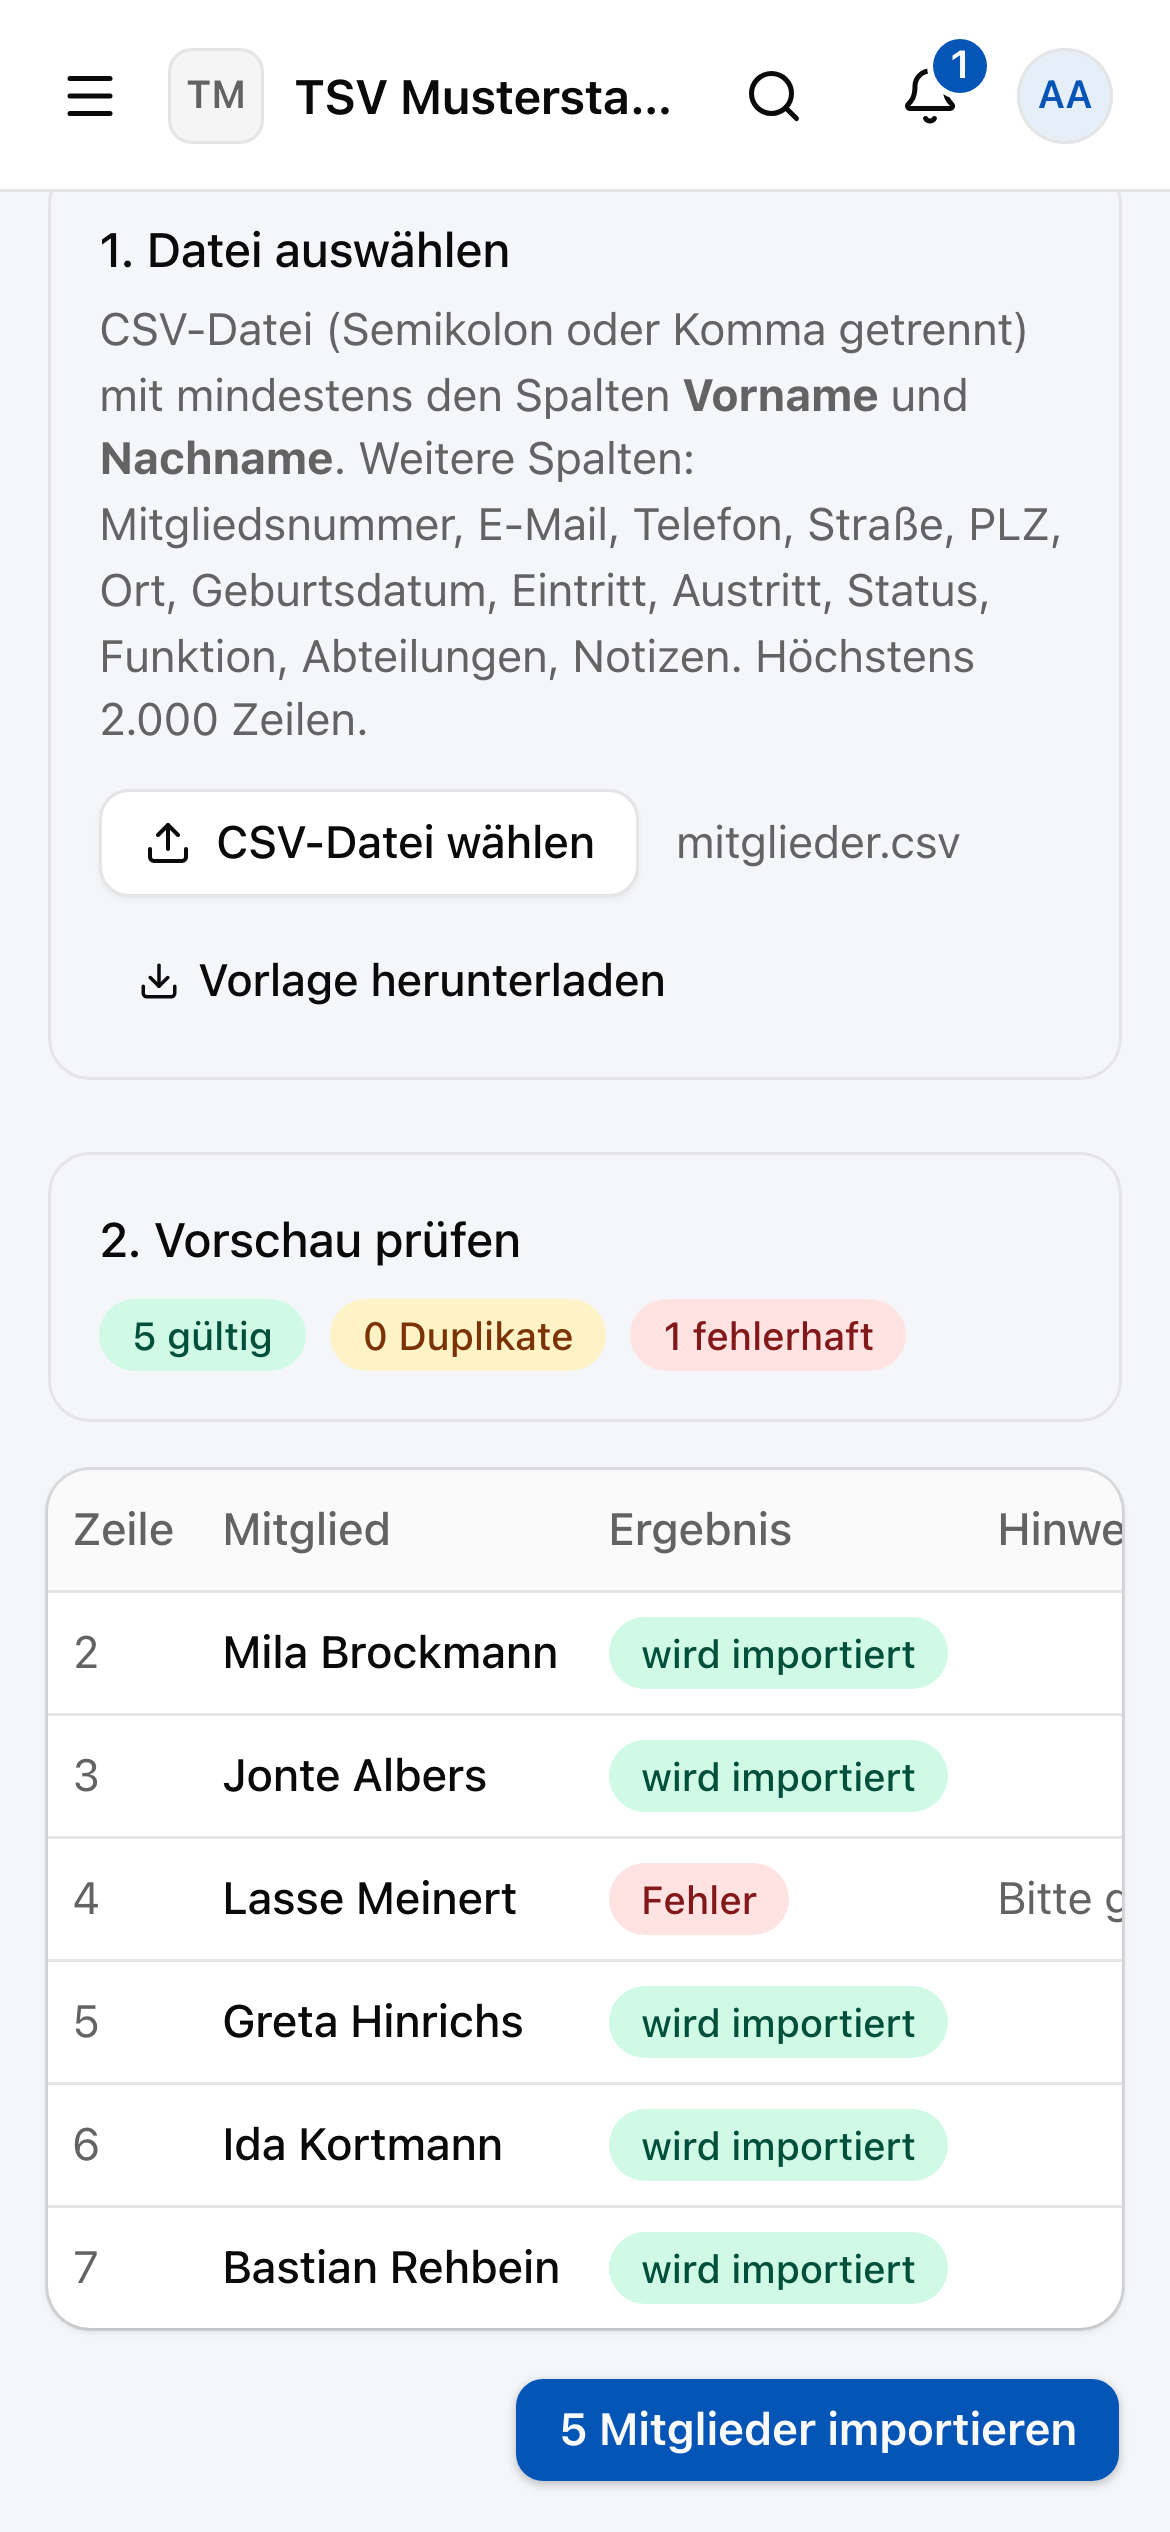 TM TSV Mustersta... 1 AA
1. Datei auswählen
CSV-Datei (Semikolon oder Komma getrennt)
mit mindestens den Spalten Vorname und
Nachname. Weitere Spalten:
Mitgliedsnummer, E-Mail, Telefon, Straße, PLZ,
Ort, Geburtsdatum, Eintritt, Austritt, Status,
Funktion, Abteilungen, Notizen. Höchstens
2.000 Zeilen.
CSV-Datei wählen mitglieder.csv
Vorlage herunterladen
2. Vorschau prüfen
5 gültig 0 Duplikate 1 fehlerhaft
Zeile Mitglied Ergebnis Hinwe
2 Mila Brockmann wird importiert
3 Jonte Albers wird importiert
4 Lasse Meinert Fehler Bitte g
5 Greta Hinrichs wird importiert
6 Ida Kortmann wird importiert
7 Bastian Rehbein wird importiert
5 Mitglieder importieren